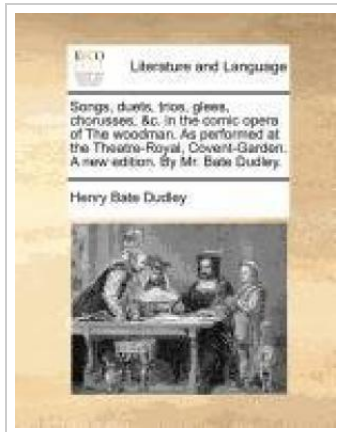 ECCO
Literature and Language
Songs, duets, trios, glees,
chorusses, &c. In the comic opera
of The woodman. As performed at
the Theatre-Royal, Covent-Garden.
A new edition. By Mr. Bate Dudley.
Henry Bate Dudley